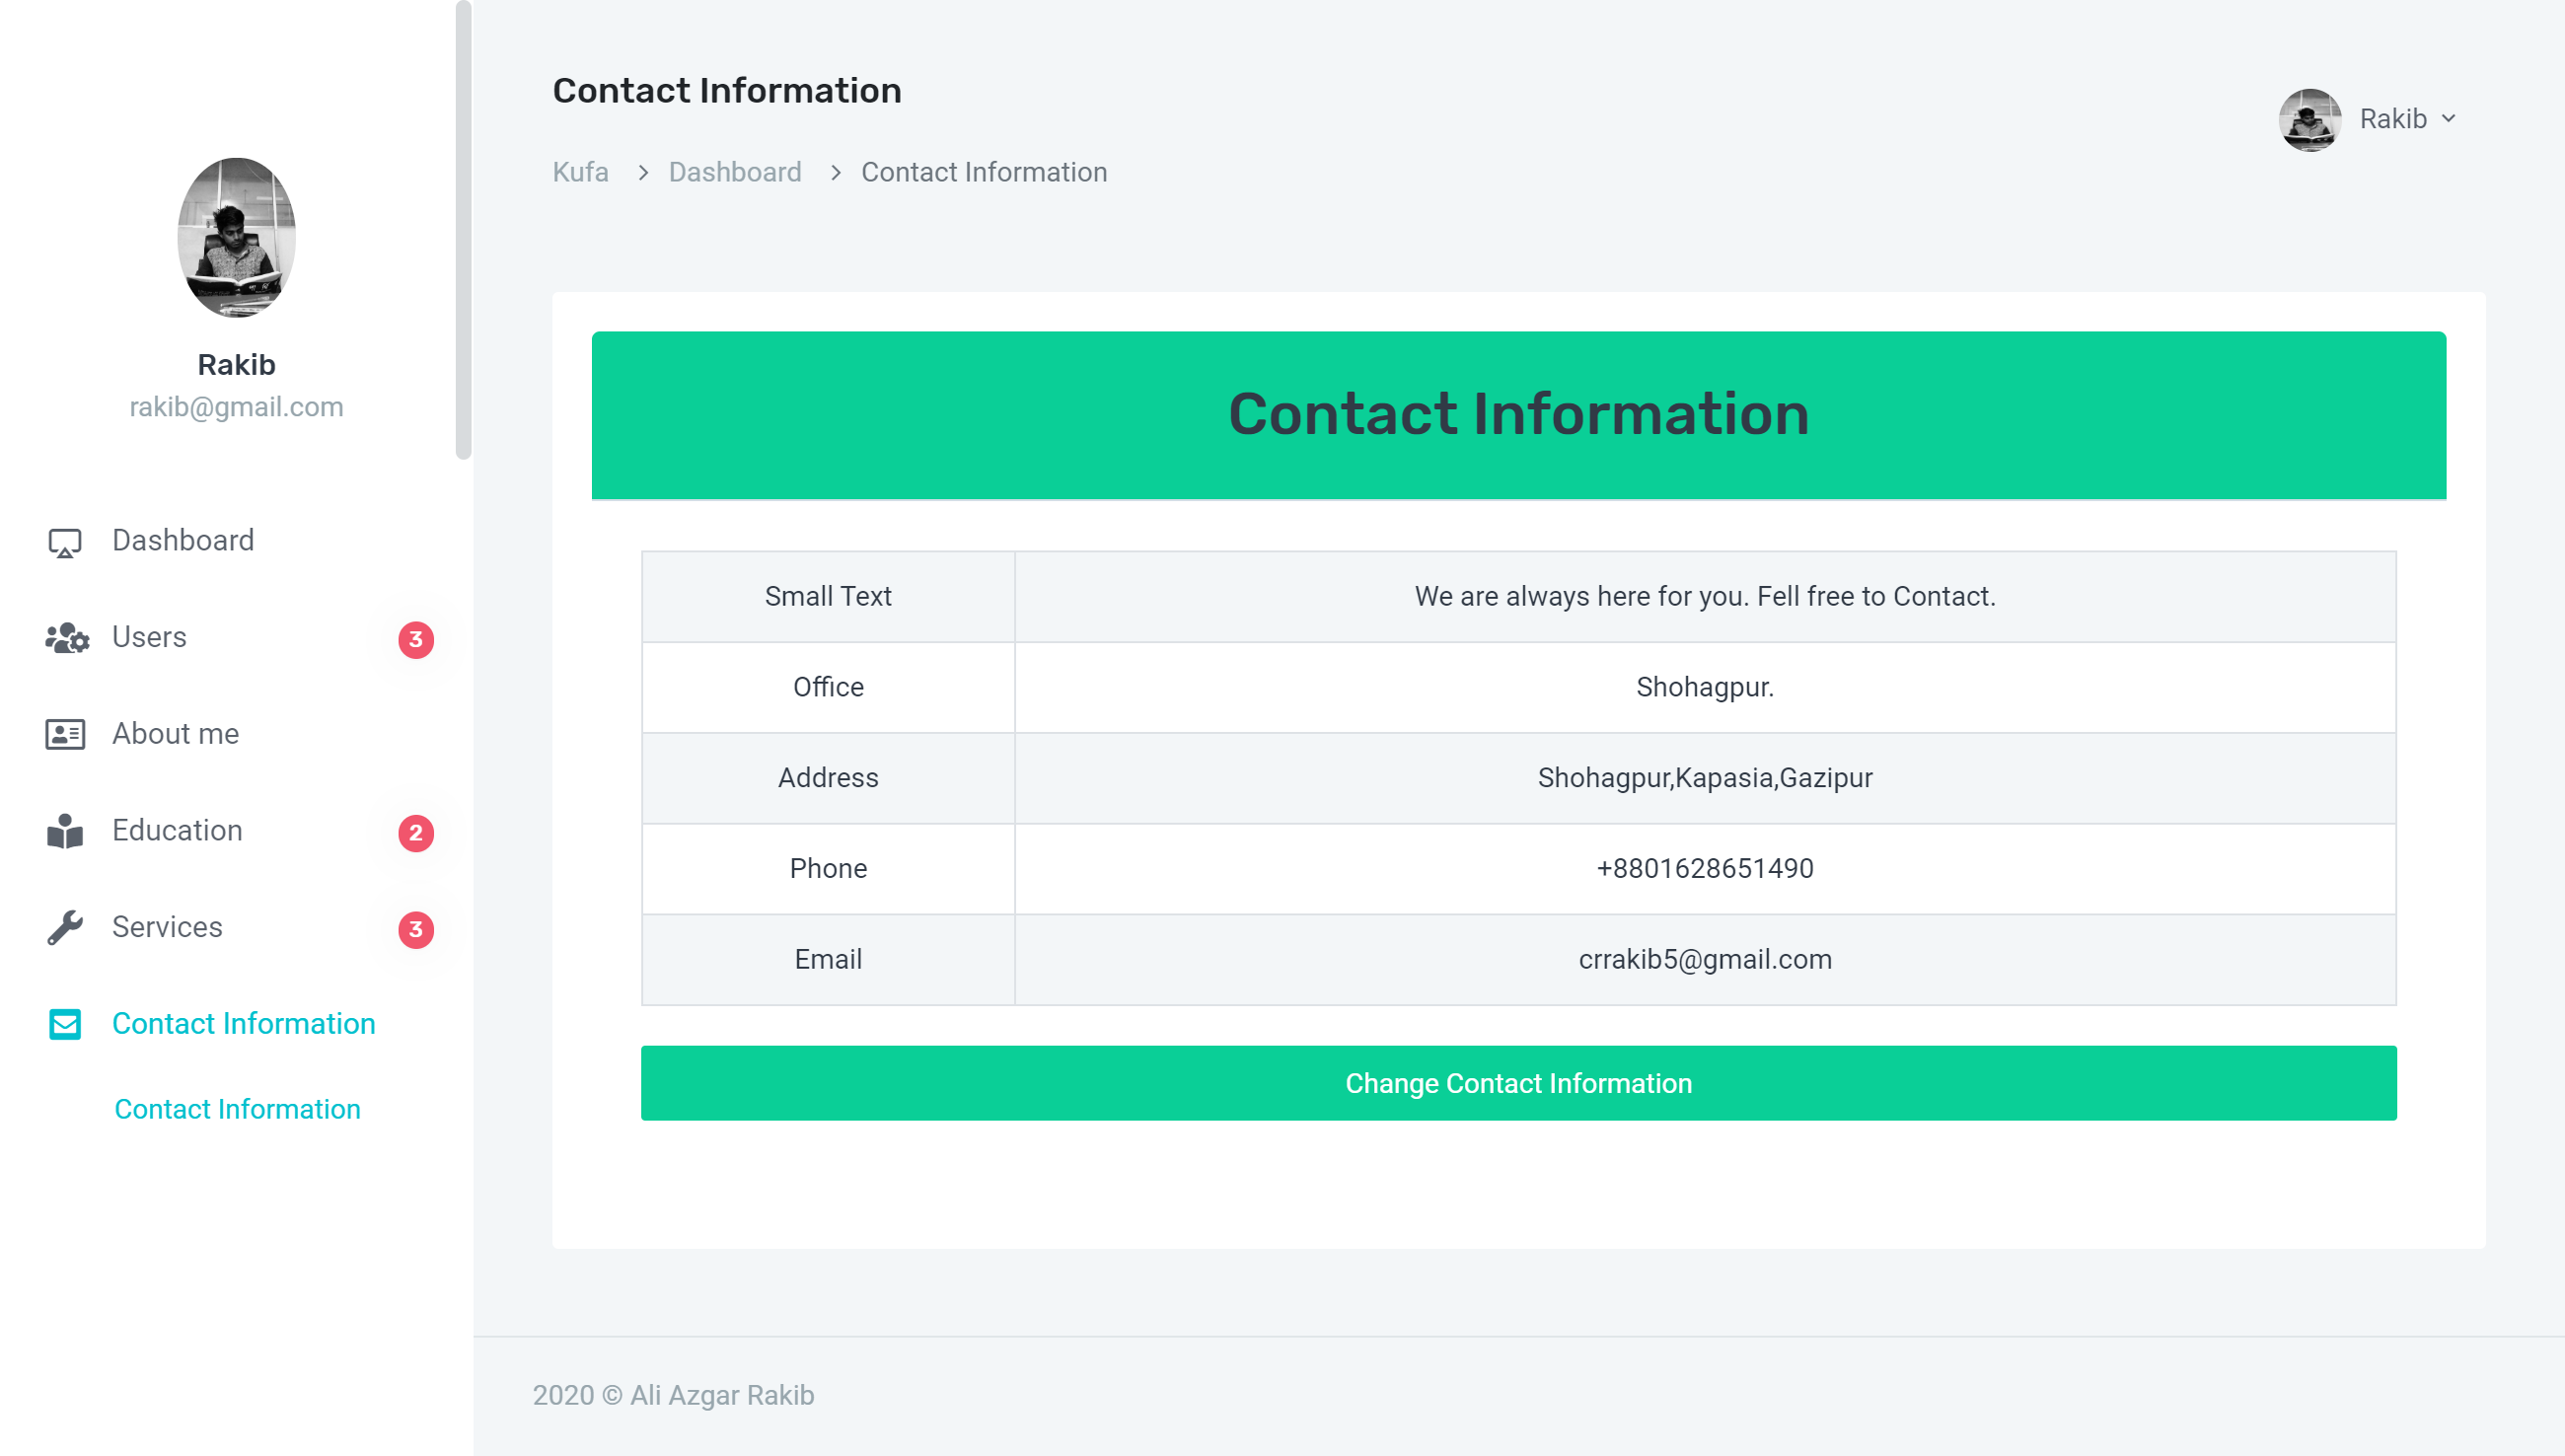 Rakib
rakib@gmail.com
Dashboard
Users 3
About me
Education 2
Services 3
Contact Information
Contact Information
Contact Information
Kufa > Dashboard > Contact Information
Rakib
Contact Information
Small Text We are always here for you. Fell free to Contact.
Office Shohagpur.
Address Shohagpur,Kapasia,Gazipur
Phone +8801628651490
Email crrakib5@gmail.com
Change Contact Information
2020 © Ali Azgar Rakib